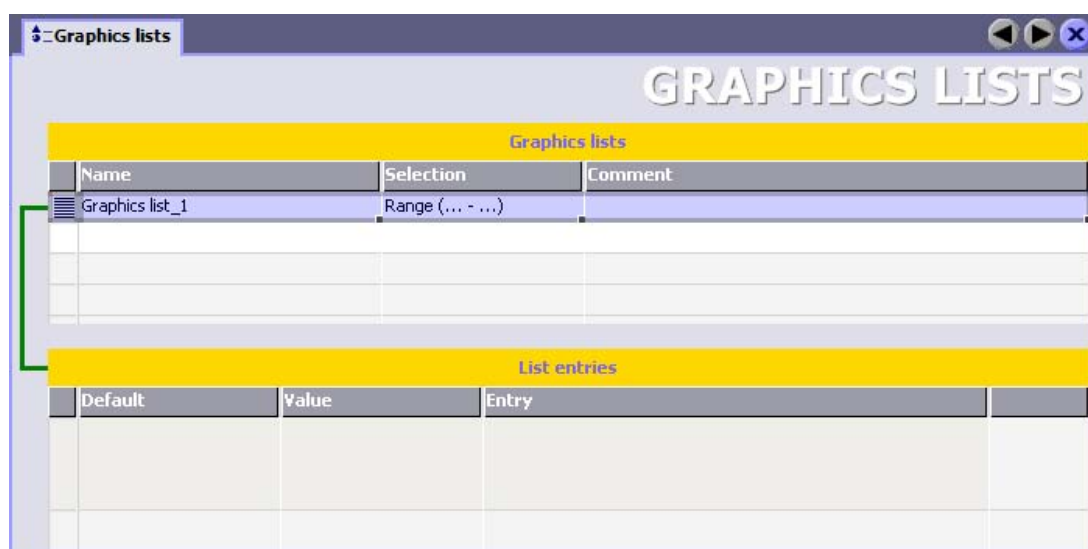 Graphics lists
GRAPHICS LISTS
Graphics lists
Name Selection Comment
Graphics list_1 Range (... - ...)
List entries
Default Value Entry